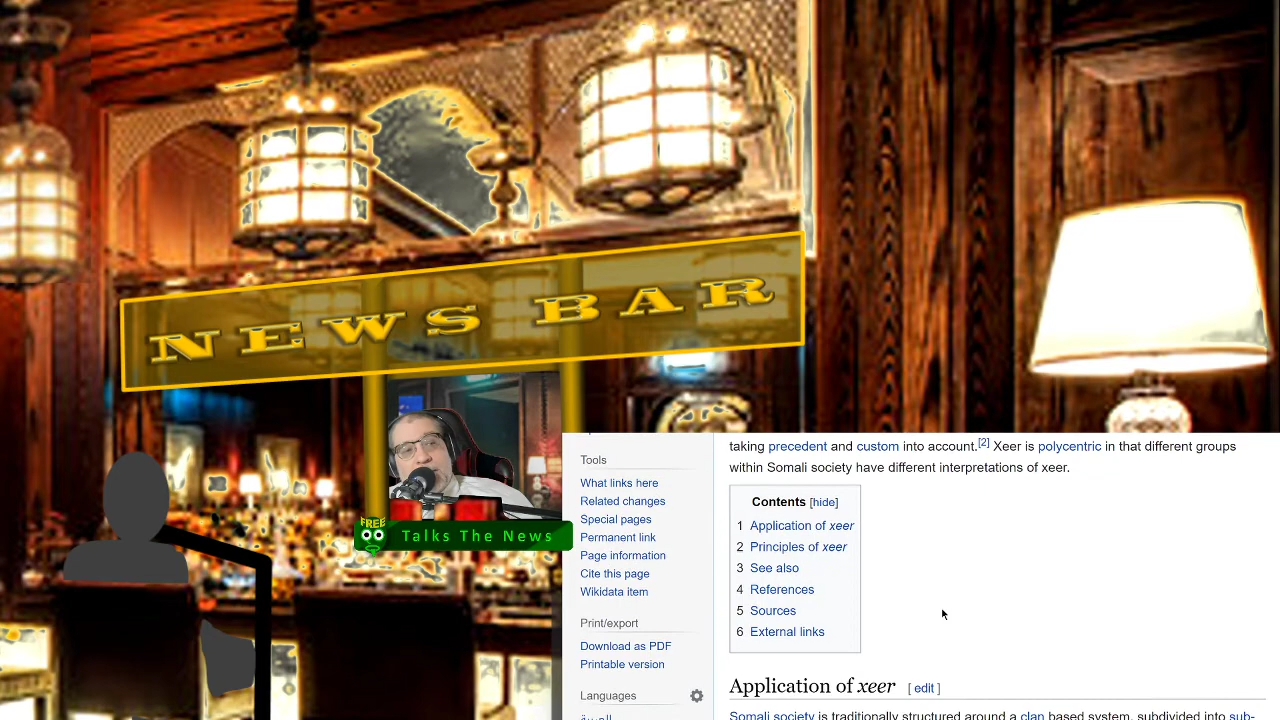 NEWS BAR
FREE
Talks The News
Tools
What links here
Related changes
Special pages
Permanent link
Page information
Cite this page
Wikidata item
Print/export
Download as PDF
Printable version
Languages
taking precedent and custom into account.[2] Xeer is polycentric in that different groups
within Somali society have different interpretations of xeer.
Contents [hide]
1 Application of xeer
2 Principles of xeer
3 See also
4 References
5 Sources
6 External links
Application of xeer [ edit ]
Somali society is traditionally structured around a clan based system, subdivided into sub-